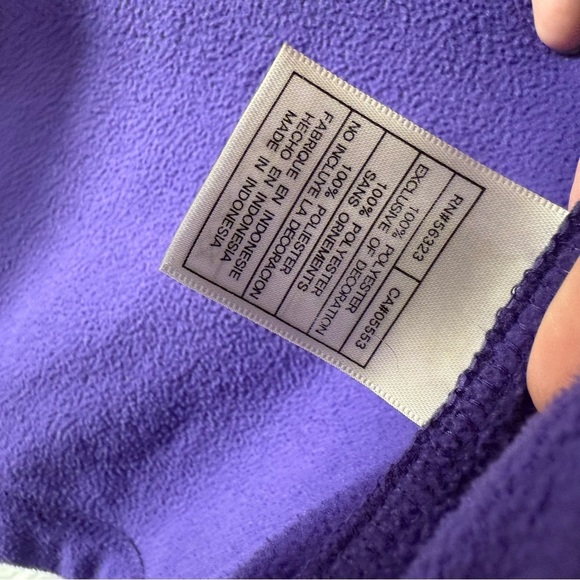 RN#56323 CA#05553
100% POLYESTER
EXCLUSIVE OF DECORATION
100% POLYESTER
SANS ORNEMENTS
100% POLIESTER
NO INCLUYE LA DECORACION
FABRIQUE EN INDONESIE
HECHO EN INDONESIA
MADE IN INDONESIA